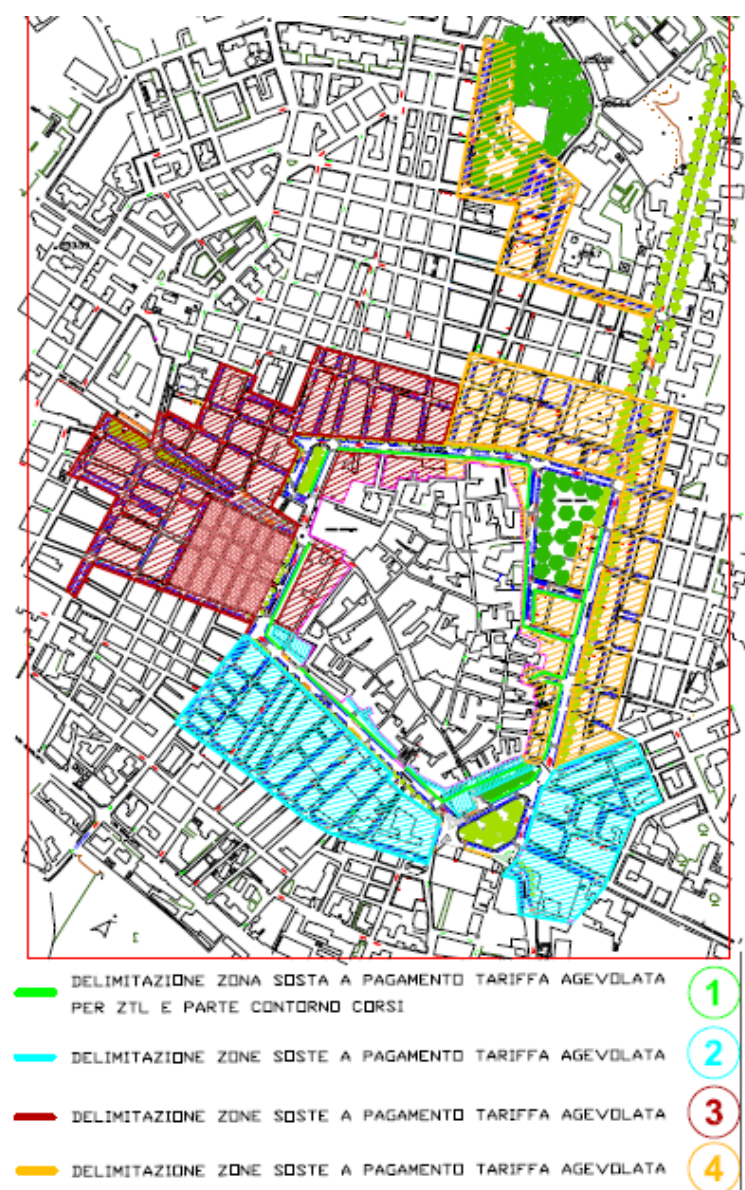 DELIMITAZIONE ZONA SOSTA A PAGAMENTO TARIFFA AGEVOLATA
PER ZTL E PARTE CONTORNO CORSI
1
DELIMITAZIONE ZONE SOSTE A PAGAMENTO TARIFFA AGEVOLATA
2
DELIMITAZIONE ZONE SOSTE A PAGAMENTO TARIFFA AGEVOLATA
3
DELIMITAZIONE ZONE SOSTE A PAGAMENTO TARIFFA AGEVOLATA
4